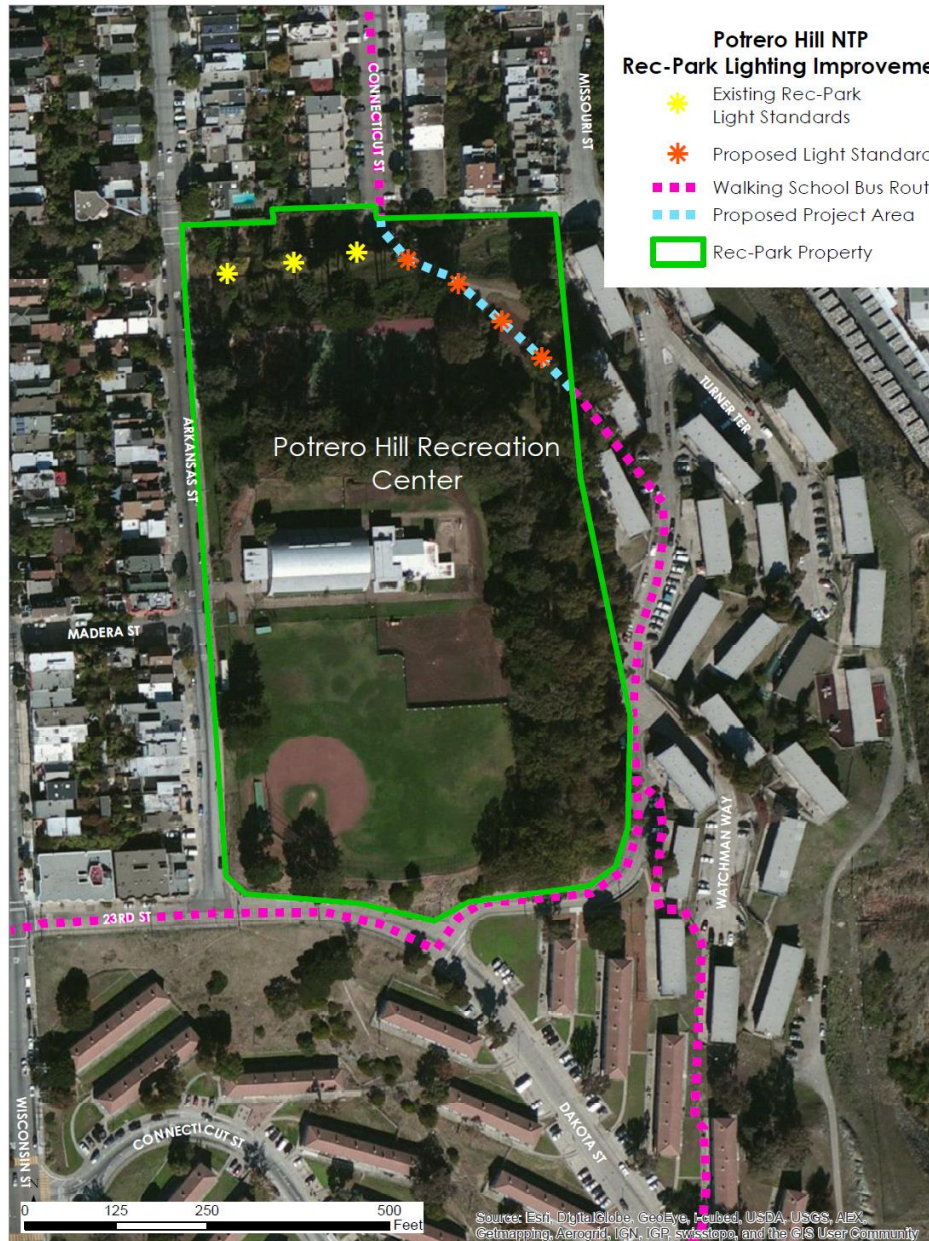 Potrero Hill NTP
Rec-Park Lighting Improveme
Existing Rec-Park
Light Standards
Proposed Light Standard
Walking School Bus Rout
Proposed Project Area
Rec-Park Property
CONNECTICUT ST
MISSOURI ST
TURNER TER
ARKANSAS ST
Potrero Hill Recreation
Center
MADERA ST
WATCHMAN WAY
23RD ST
WISCONSIN ST
CONNECTICUT ST
DAKOTA ST
0 125 250 500
Feet
Source: Esri, DigitalGlobe, GeoEye, i-cubed, USDA, USGS, AEX,
Getmapping, Aerogrid, IGN, IGP, swisstopo, and the GIS User Community